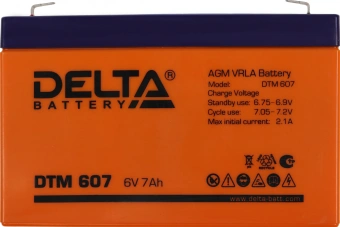 DELTA®
BATTERY
AGM VRLA Battery
Model: DTM 607
Charge Voltage
Standby use: 6.75-6.9V
Cycle use: 7.05-7.2V
Max initial current: 2.1A
DTM 607 6V 7Ah
www.delta-batt.com